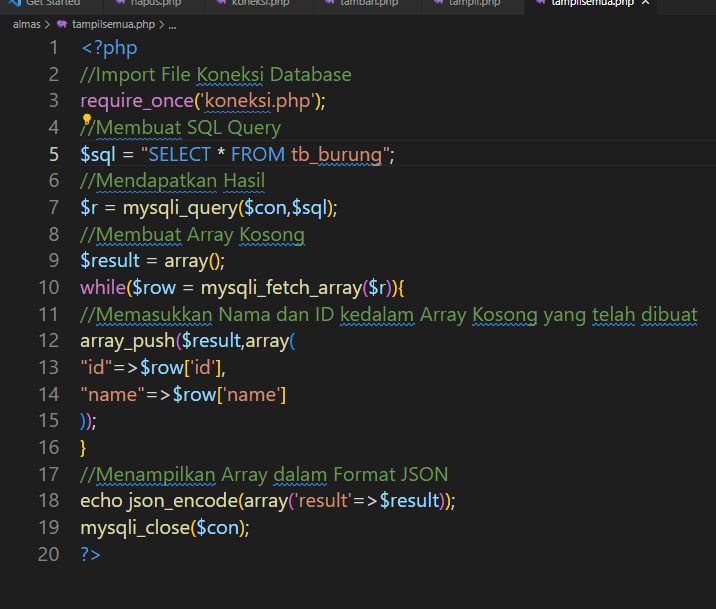 Get Started hapus.php koneksi.php tambah.php tampil.php tampilsemua.php ×
almas > tampilsemua.php > ...
1 <?php
2 //Import File Koneksi Database
3 require_once('koneksi.php');
4 //Membuat SQL Query
5 $sql = "SELECT * FROM tb_burung";
6 //Mendapatkan Hasil
7 $r = mysqli_query($con,$sql);
8 //Membuat Array Kosong
9 $result = array();
10 while($row = mysqli_fetch_array($r)){
11 //Memasukkan Nama dan ID kedalam Array Kosong yang telah dibuat
12 array_push($result,array(
13 "id"=>$row['id'],
14 "name"=>$row['name']
15 ));
16 }
17 //Menampilkan Array dalam Format JSON
18 echo json_encode(array('result'=>$result));
19 mysqli_close($con);
20 ?>